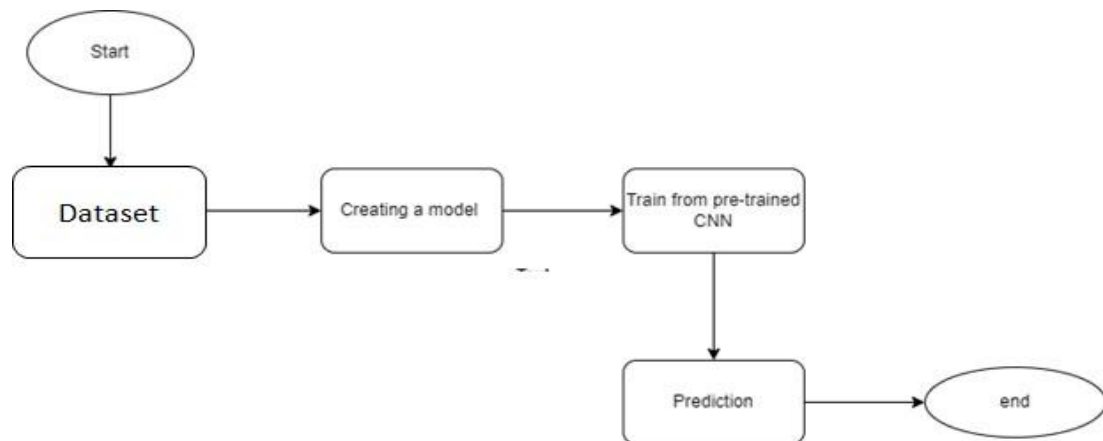 Start
Dataset
Creating a model
Train from pre-trained
CNN
Prediction
end